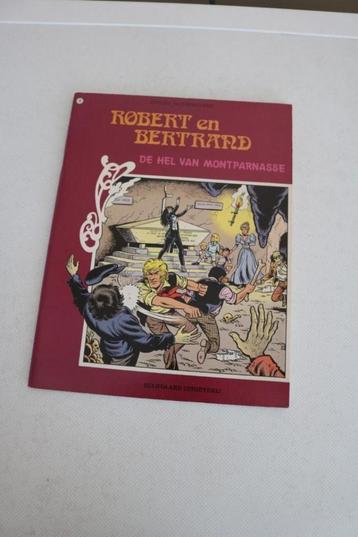 ROBERT en
BERTRAND
DE HEL VAN MONTPARNASSE
STANDAARD UITGEVERIJ